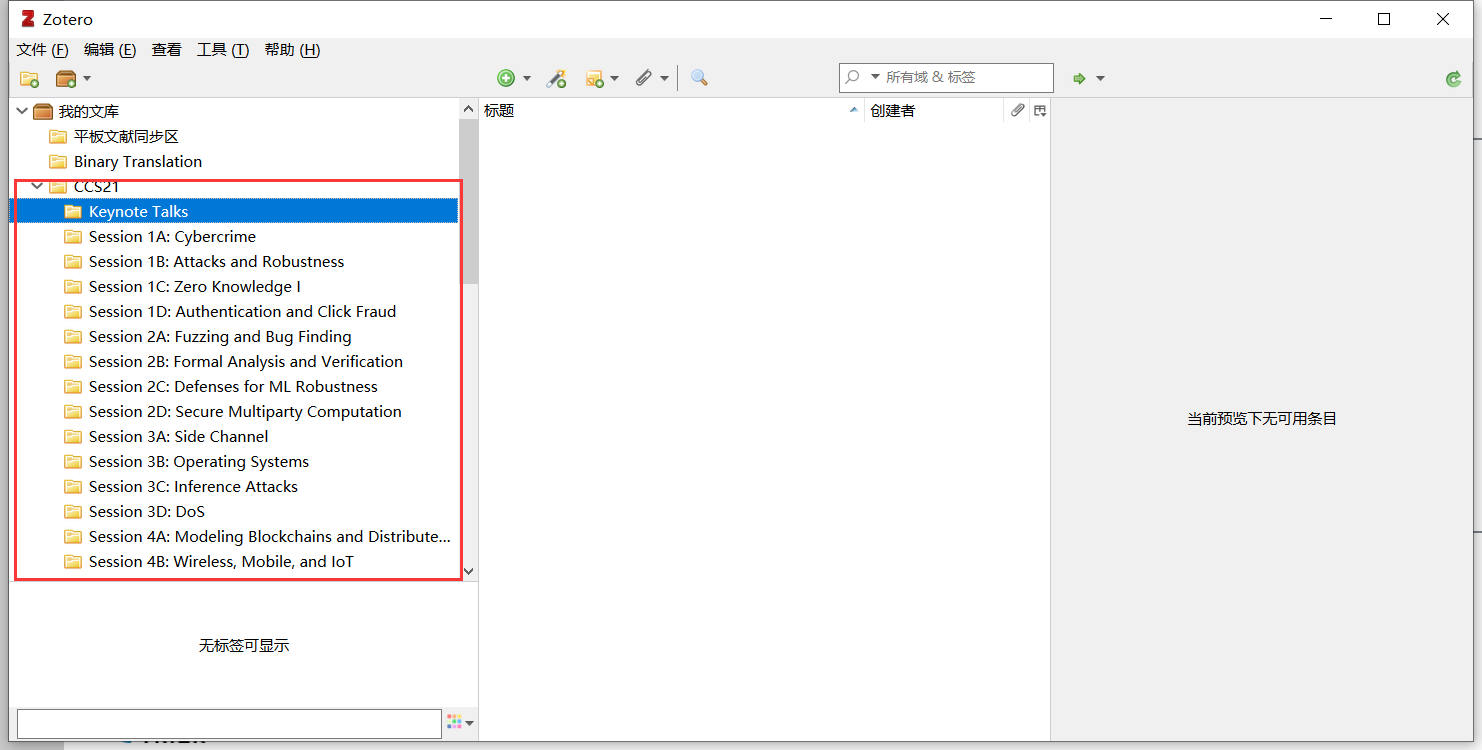 Zotero
文件 (F) 编辑 (E) 查看 工具 (T) 帮助 (H)
所有域 & 标签
我的文库
标题
创建者
平板文献同步区
Binary Translation
CCS21
Keynote Talks
Session 1A: Cybercrime
Session 1B: Attacks and Robustness
Session 1C: Zero Knowledge I
Session 1D: Authentication and Click Fraud
Session 2A: Fuzzing and Bug Finding
Session 2B: Formal Analysis and Verification
Session 2C: Defenses for ML Robustness
Session 2D: Secure Multiparty Computation
Session 3A: Side Channel
Session 3B: Operating Systems
Session 3C: Inference Attacks
Session 3D: DoS
Session 4A: Modeling Blockchains and Distribute...
Session 4B: Wireless, Mobile, and IoT
当前预览下无可用条目
无标签可显示